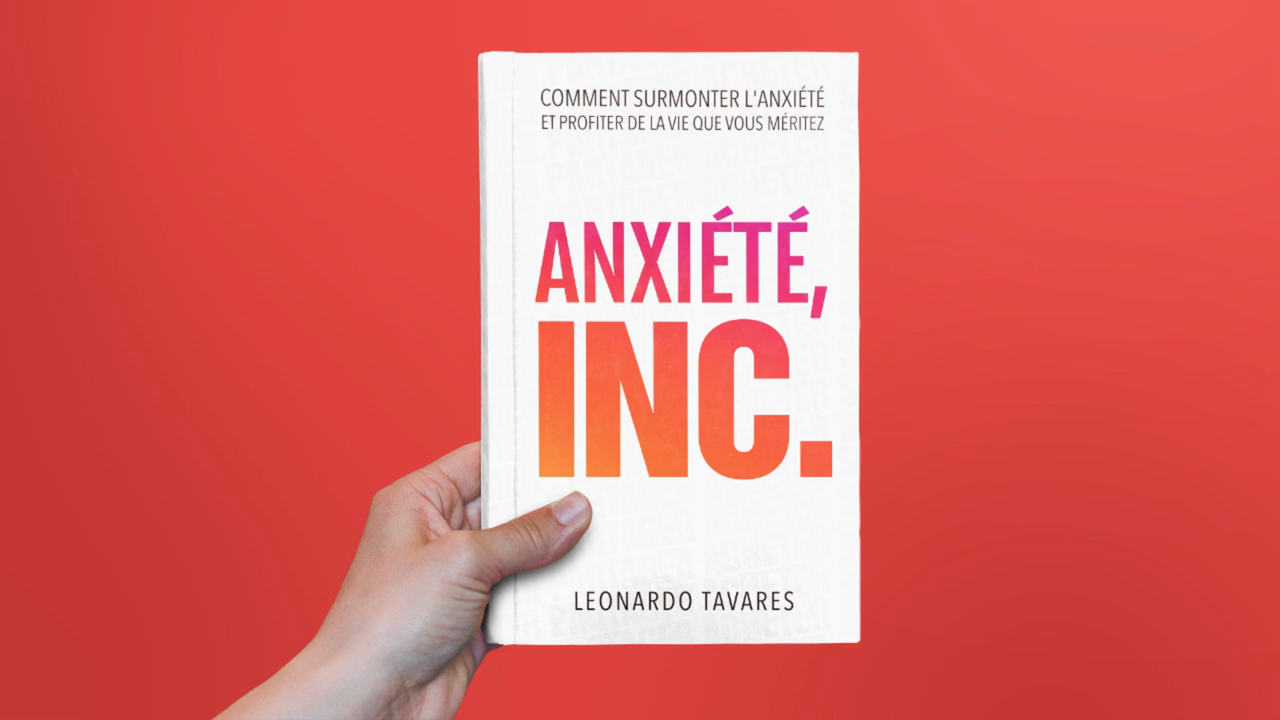 COMMENT SURMONTER L'ANXIÉTÉ
ET PROFITER DE LA VIE QUE VOUS MÉRITEZ
ANXIÉTÉ,
INC.
LEONARDO TAVARES